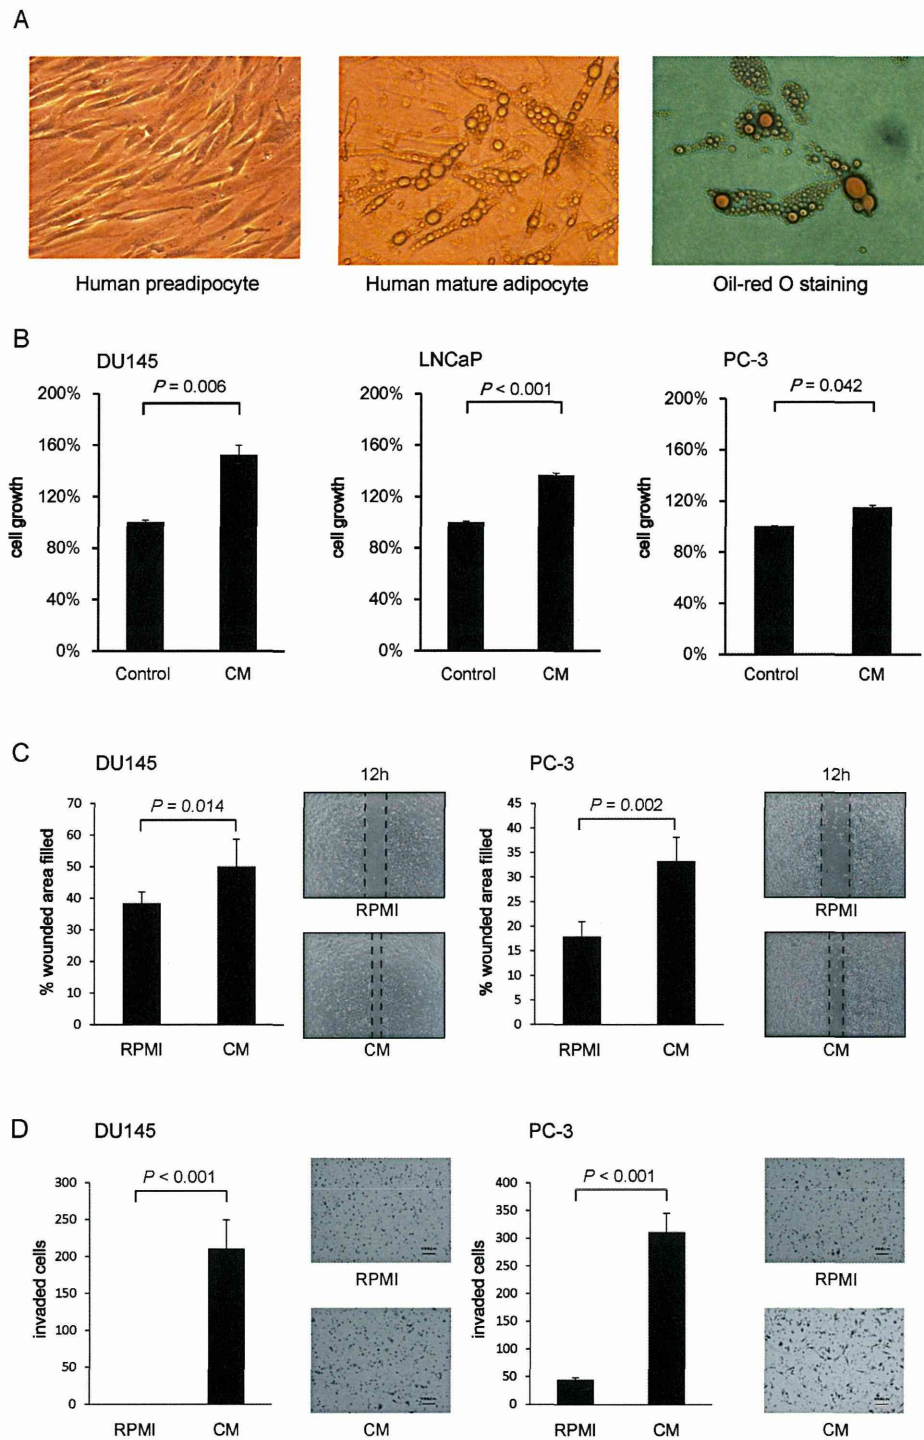 A
Human preadipocyte
Human mature adipocyte
Oil-red O staining
B
DU145
LNCaP
PC-3
P = 0.006
P < 0.001
P = 0.042
200%
160%
120%
80%
40%
0%
cell growth
Control
CM
200%
160%
120%
80%
40%
0%
cell growth
Control
CM
200%
160%
120%
80%
40%
0%
cell growth
Control
CM
C
DU145
P = 0.014
70
60
50
40
30
20
10
0
% wounded area filled
RPMI
CM
12h
RPMI
CM
PC-3
P = 0.002
45
40
35
30
25
20
15
10
5
0
% wounded area filled
RPMI
CM
12h
RPMI
CM
D
DU145
P < 0.001
300
250
200
150
100
50
0
invaded cells
RPMI
CM
RPMI
CM
PC-3
P < 0.001
400
350
300
250
200
150
100
50
0
invaded cells
RPMI
CM
RPMI
CM